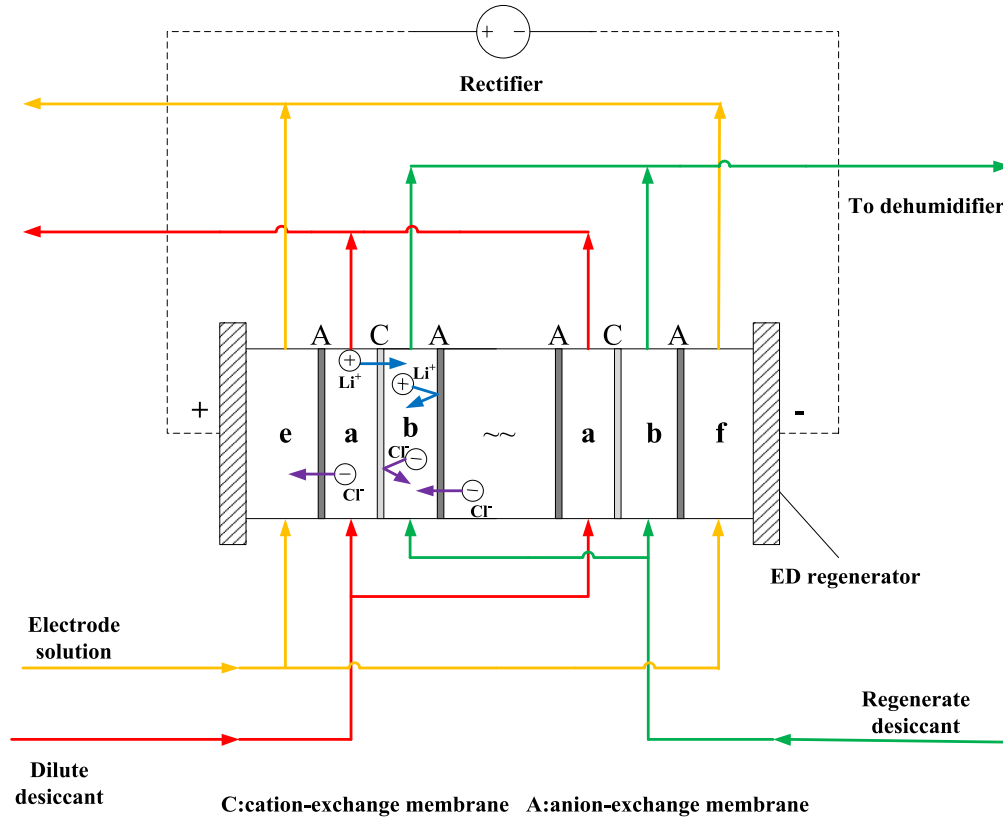 + −
Rectifier
To dehumidifier
A C A A C A
+ Li⁺ + Li⁺
+ -
e a b ~~ a b f
− Cl⁻ Cl⁻ − − Cl⁻
ED regenerator
Electrode
solution
Regenerate
desiccant
Dilute
desiccant
C:cation-exchange membrane A:anion-exchange membrane